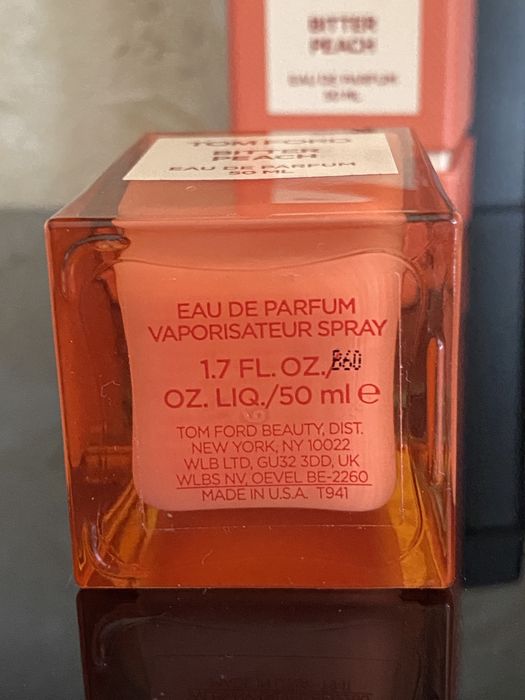 BITTER
PEACH
EAU DE PARFUM
50 ML
TOM FORD
BITTER
PEACH
EAU DE PARFUM
50 ML
EAU DE PARFUM
VAPORISATEUR SPRAY
1.7 FL. OZ./ B60
OZ. LIQ./50 ml ℮
TOM FORD BEAUTY, DIST.
NEW YORK, NY 10022
WLB LTD, GU32 3DD, UK
WLBS NV, OEVEL BE-2260
MADE IN U.S.A. T941